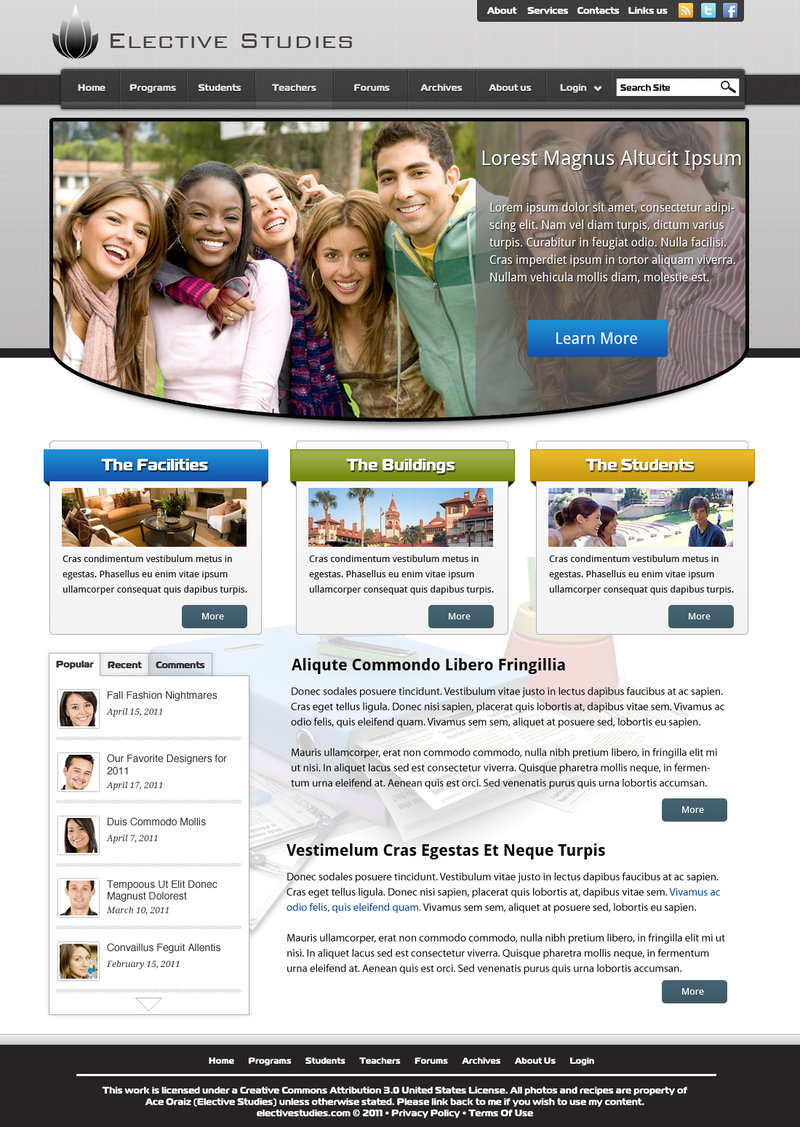 About Services Contacts Links us
Elective Studies
Home Programs Students Teachers Forums Archives About us Login Search Site
Lorest Magnus Altucit Ipsum
Lorem ipsum dolor sit amet, consectetur adipi-
scing elit. Nam vel diam turpis, dictum varius
turpis. Curabitur in feugiat odio. Nulla facilisi.
Cras imperdiet ipsum in tortor aliquam viverra.
Nullam vehicula mollis diam, molestie est.
Learn More
The Facilities
Cras condimentum vestibulum metus in
egestas. Phasellus eu enim vitae ipsum
ullamcorper consequat quis dapibus turpis.
More
The Buildings
Cras condimentum vestibulum metus in
egestas. Phasellus eu enim vitae ipsum
ullamcorper consequat quis dapibus turpis.
More
The Students
Cras condimentum vestibulum metus in
egestas. Phasellus eu enim vitae ipsum
ullamcorper consequat quis dapibus turpis.
More
Popular Recent Comments
Fall Fashion Nightmares
April 15, 2011
Our Favorite Designers for
2011
April 17, 2011
Duis Commodo Mollis
April 7, 2011
Tempoous Ut Elit Donec
Magnust Dolorest
March 10, 2011
Convaillus Feguit Allentis
February 15, 2011
Aliqute Commondo Libero Fringillia
Donec sodales posuere tincidunt. Vestibulum vitae justo in lectus dapibus faucibus at ac sapien.
Cras eget tellus ligula. Donec nisi sapien, placerat quis lobortis at, dapibus vitae sem. Vivamus ac
odio felis, quis eleifend quam. Vivamus sem sem, aliquet at posuere sed, lobortis eu sapien.
Mauris ullamcorper, erat non commodo commodo, nulla nibh pretium libero, in fringilla elit mi
ut nisi. In aliquet lacus sed est consectetur viverra. Quisque pharetra mollis neque, in fermen-
tum urna eleifend at. Aenean quis est orci. Sed venenatis purus quis urna lobortis accumsan.
More
Vestimelum Cras Egestas Et Neque Turpis
Donec sodales posuere tincidunt. Vestibulum vitae justo in lectus dapibus faucibus at ac sapien.
Cras eget tellus ligula. Donec nisi sapien, placerat quis lobortis at, dapibus vitae sem. Vivamus ac
odio felis, quis eleifend quam. Vivamus sem sem, aliquet at posuere sed, lobortis eu sapien.
Mauris ullamcorper, erat non commodo commodo, nulla nibh pretium libero, in fringilla elit mi ut
nisi. In aliquet lacus sed est consectetur viverra. Quisque pharetra mollis neque, in fermentum
urna eleifend at. Aenean quis est orci. Sed venenatis purus quis urna lobortis accumsan.
More
Home Programs Students Teachers Forums Archives About Us Login
This work is licensed under a Creative Commons Attribution 3.0 United States License. All photos and recipes are property of
Ace Oraiz (Elective Studies) unless otherwise stated. Please link back to me if you wish to use my content.
electivestudies.com © 2011 • Privacy Policy • Terms Of Use